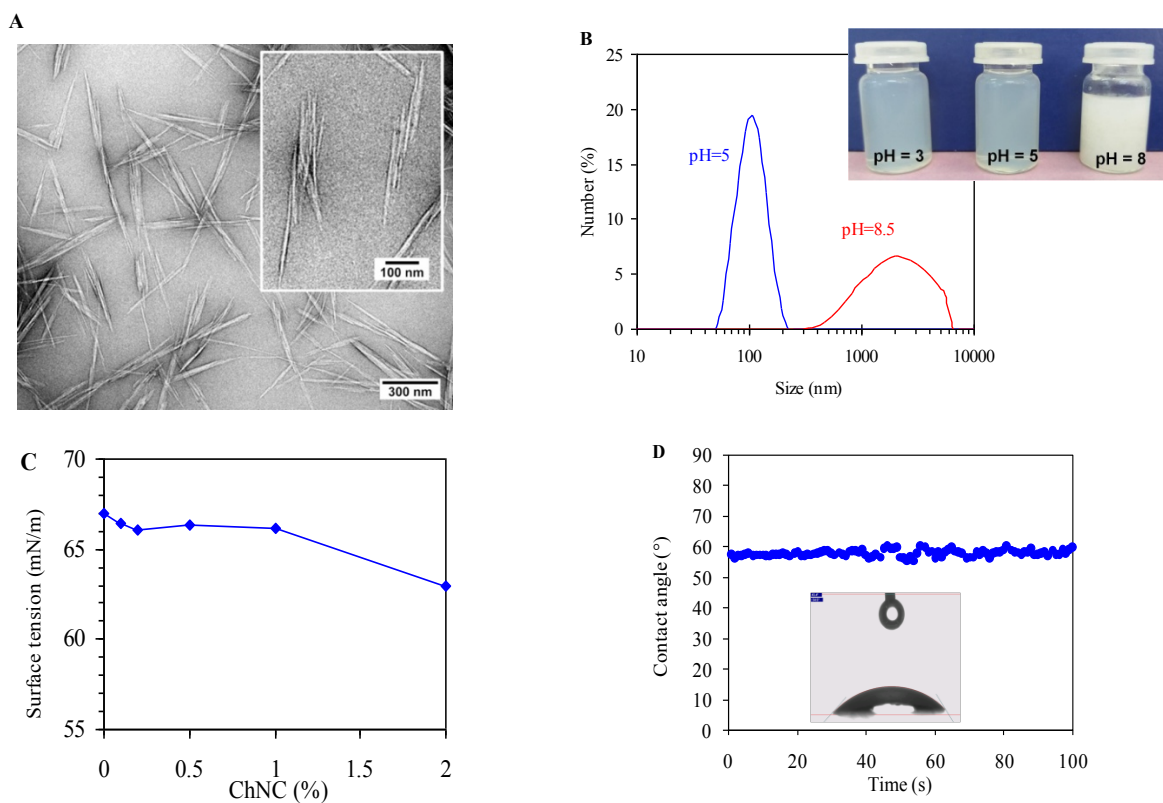 A
100 nm
300 nm
B
25
20
15
10
5
0
Number (%)
pH=5
pH=8.5
pH = 3
pH = 5
pH = 8
10
100
1000
10000
Size (nm)
C
70
65
60
55
Surface tension (mN/m)
0
0.5
1
1.5
2
ChNC (%)
D
90
80
70
60
50
40
30
20
10
0
Contact angle (°)
0
20
40
60
80
100
Time (s)